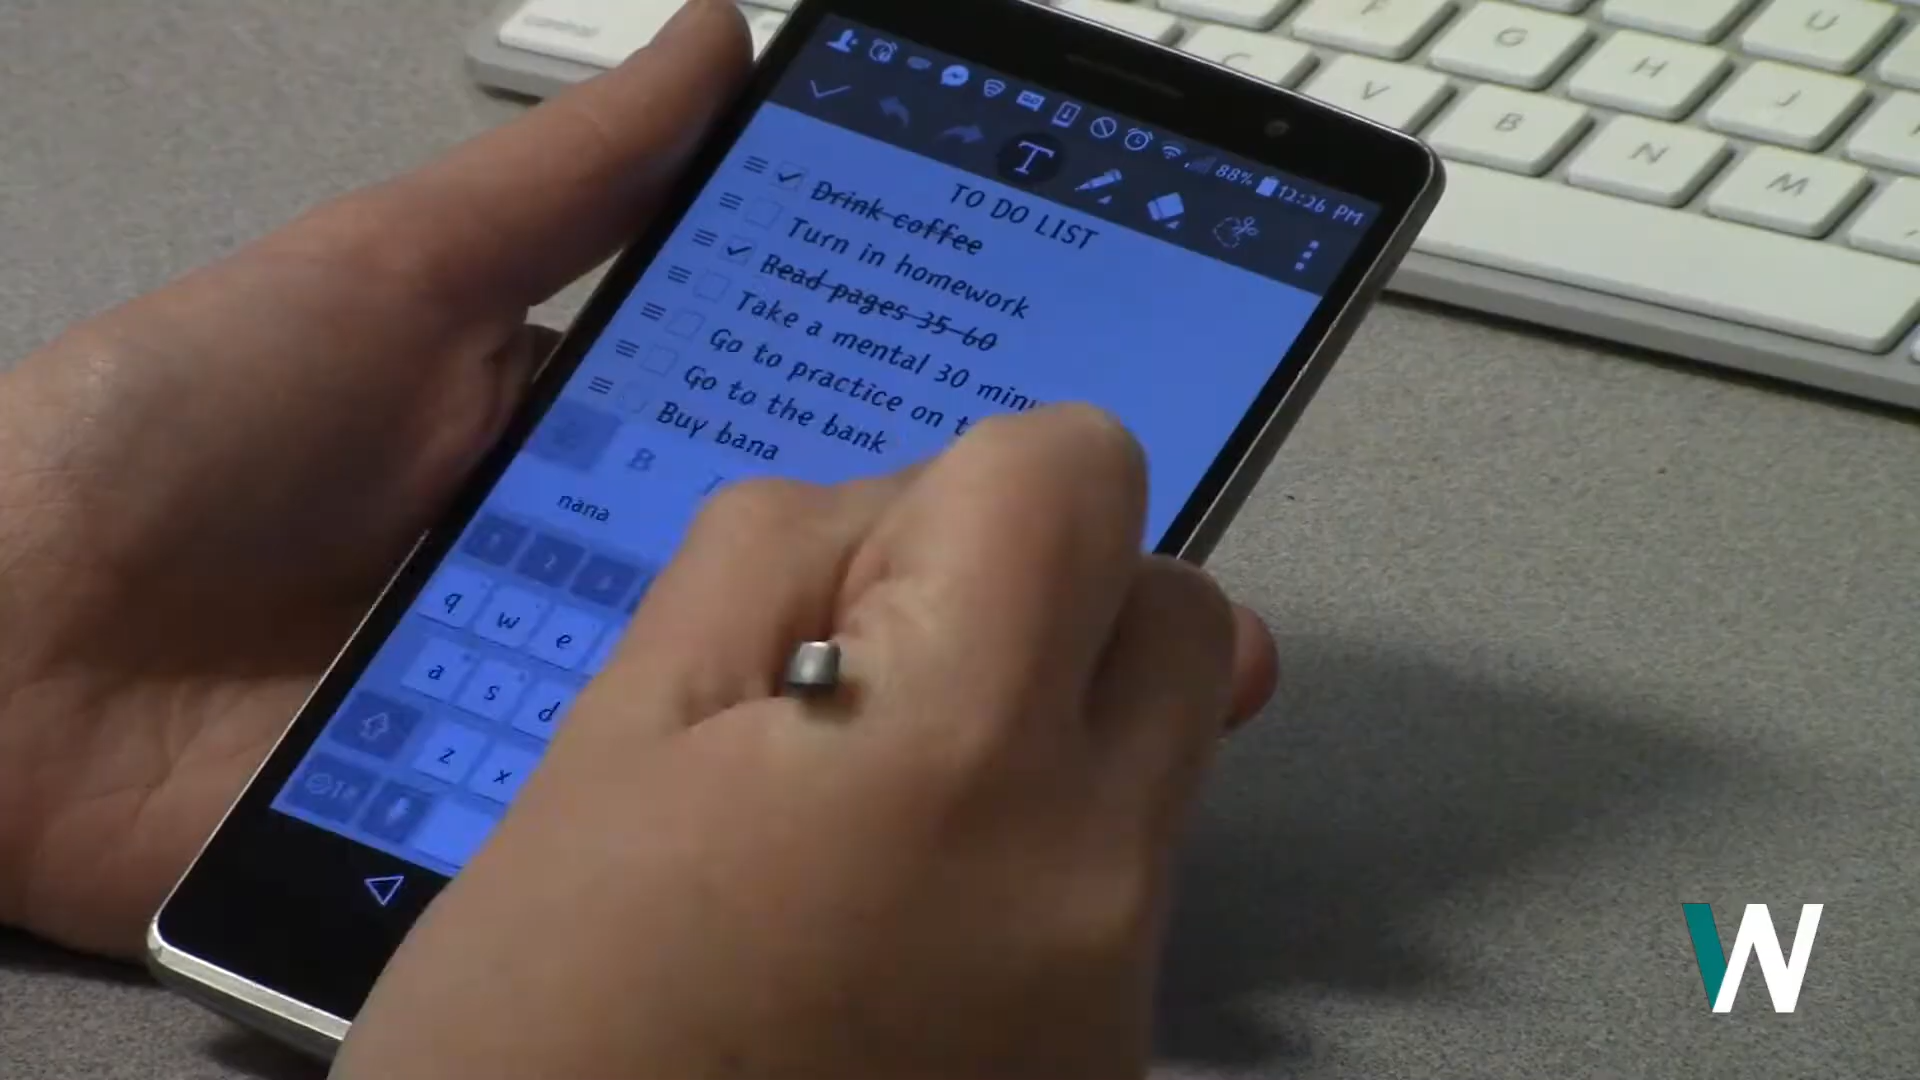 88% 12:26 PM
T
TO DO LIST
Drink coffee
Turn in homework
Read pages 35-60
Take a mental 30
Go to practice on
Go to the bank
Buy bana
B
nana
q w e
a s d
z x
control
F G H J U
C V B N M
W